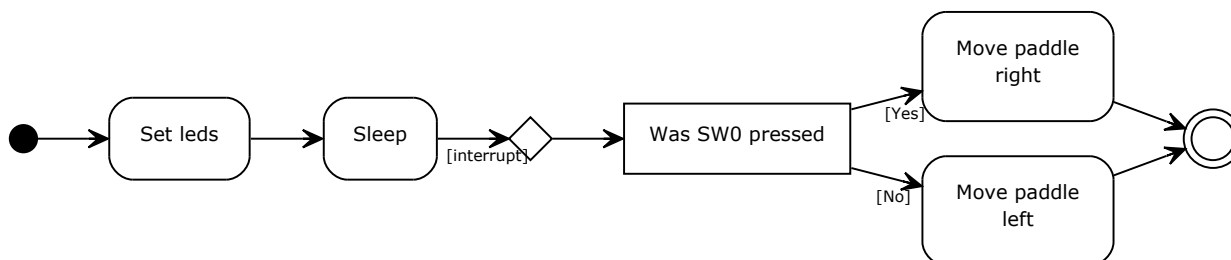 Set leds
Sleep
[interrupt]
Was SW0 pressed
[Yes]
Move paddle
right
[No]
Move paddle
left